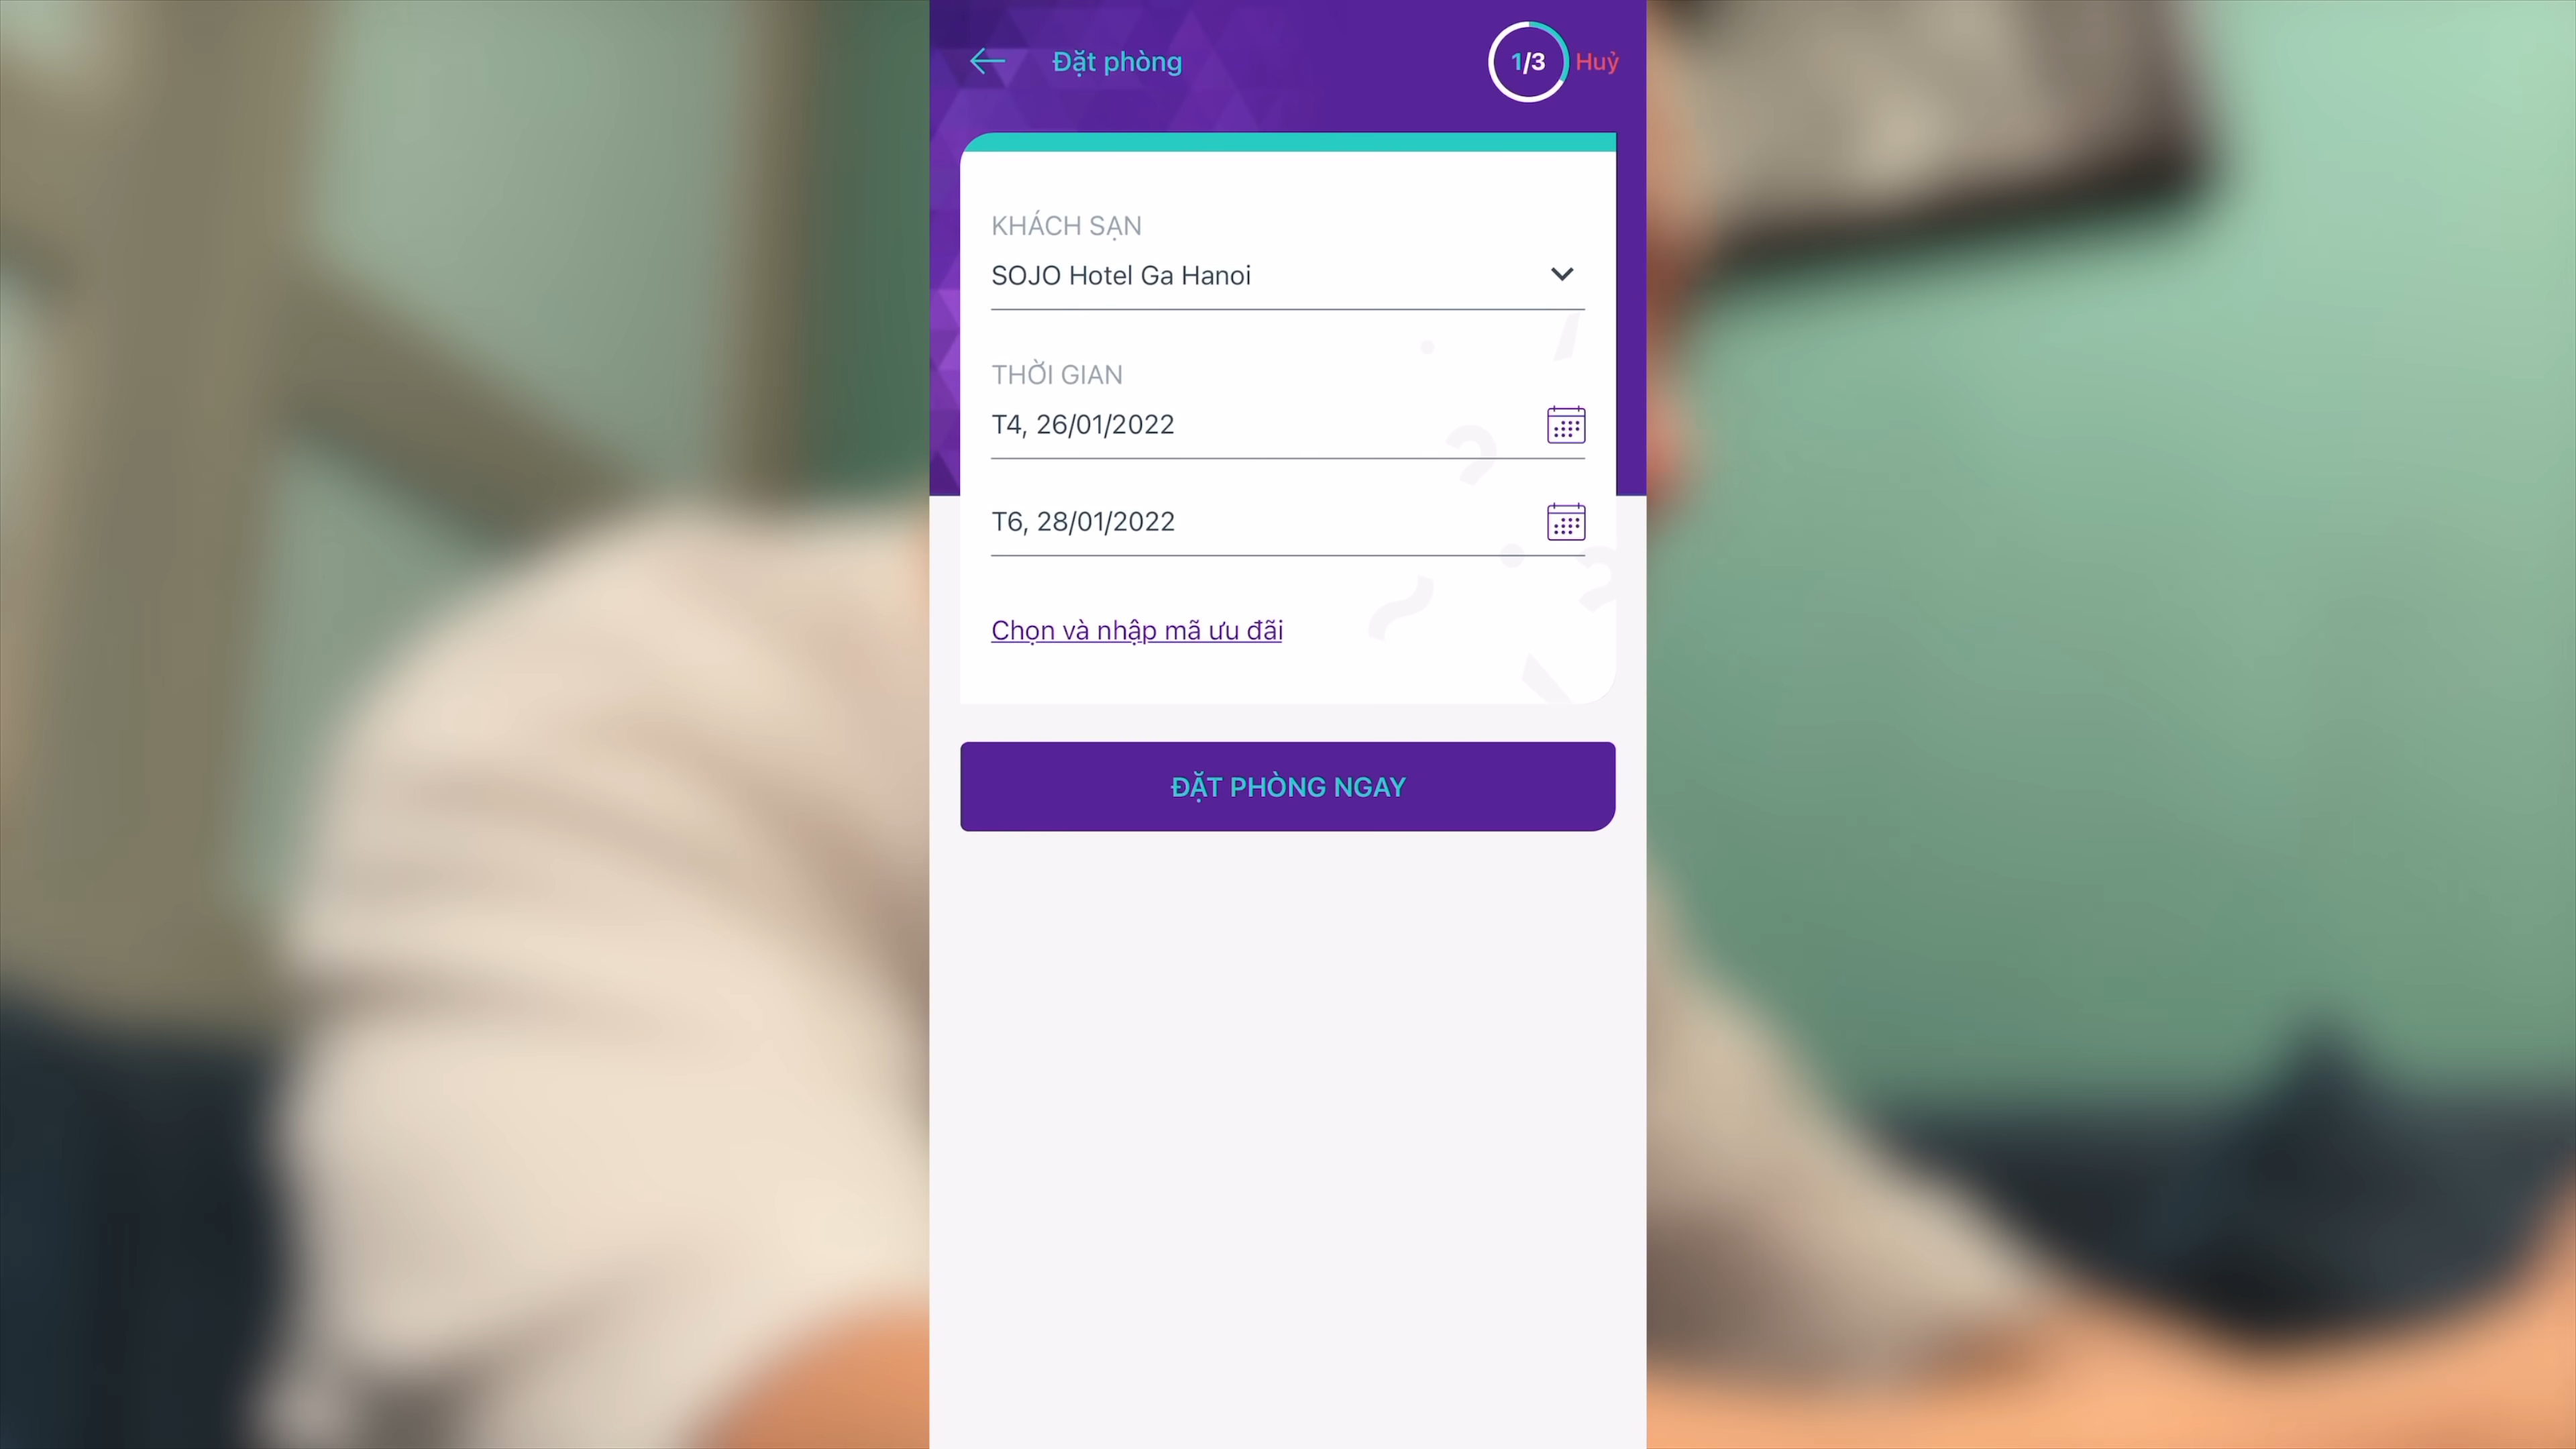 Đặt phòng
1/3 Huỷ
KHÁCH SẠN
SOJO Hotel Ga Hanoi
THỜI GIAN
T4, 26/01/2022
T6, 28/01/2022
Chọn và nhập mã ưu đãi
ĐẶT PHÒNG NGAY